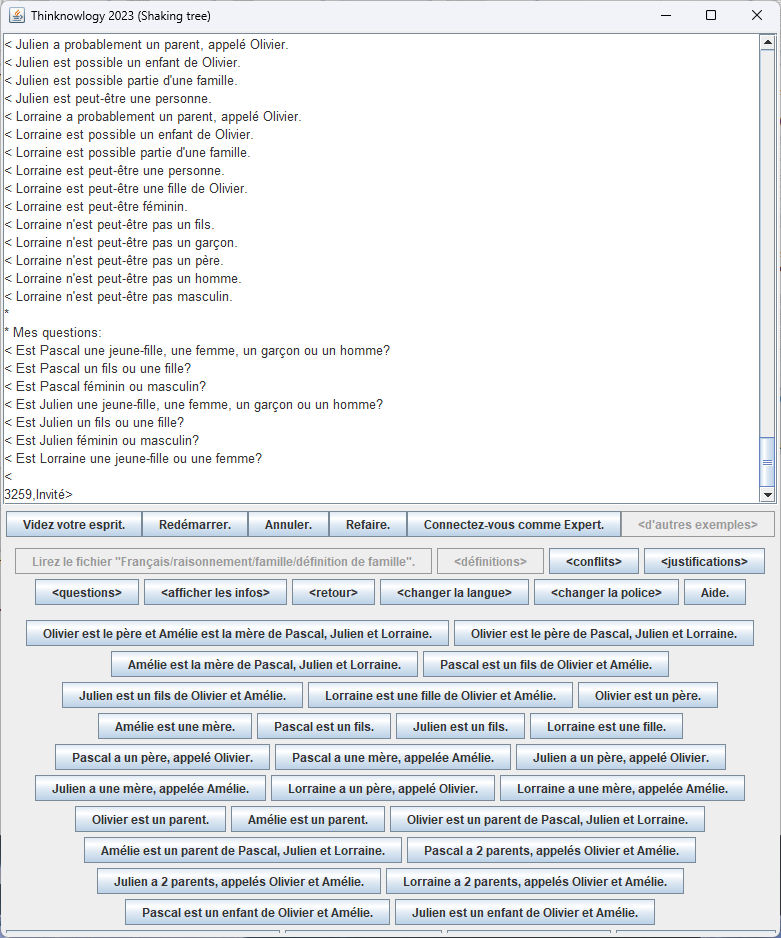 Thinknowlogy 2023 (Shaking tree)
< Julien a probablement un parent, appelé Olivier.
< Julien est possible un enfant de Olivier.
< Julien est possible partie d'une famille.
< Julien est peut-être une personne.
< Lorraine a probablement un parent, appelé Olivier.
< Lorraine est possible un enfant de Olivier.
< Lorraine est possible partie d'une famille.
< Lorraine est peut-être une personne.
< Lorraine est peut-être une fille de Olivier.
< Lorraine est peut-être féminin.
< Lorraine n'est peut-être pas un fils.
< Lorraine n'est peut-être pas un garçon.
< Lorraine n'est peut-être pas un père.
< Lorraine n'est peut-être pas un homme.
< Lorraine n'est peut-être pas masculin.
*
* Mes questions:
< Est Pascal une jeune-fille, une femme, un garçon ou un homme?
< Est Pascal un fils ou une fille?
< Est Pascal féminin ou masculin?
< Est Julien une jeune-fille, une femme, un garçon ou un homme?
< Est Julien un fils ou une fille?
< Est Julien féminin ou masculin?
< Est Lorraine une jeune-fille ou une femme?
<
3259,Invité>
Videz votre esprit. Redémarrer. Annuler. Refaire. Connectez-vous comme Expert. <d'autres exemples>
Lirez le fichier "Français/raisonnement/famille/définition de famille". <définitions> <conflits> <justifications>
<questions> <afficher les infos> <retour> <changer la langue> <changer la police> Aide.
Olivier est le père et Amélie est la mère de Pascal, Julien et Lorraine. Olivier est le père de Pascal, Julien et Lorraine.
Amélie est la mère de Pascal, Julien et Lorraine. Pascal est un fils de Olivier et Amélie.
Julien est un fils de Olivier et Amélie. Lorraine est une fille de Olivier et Amélie. Olivier est un père.
Amélie est une mère. Pascal est un fils. Julien est un fils. Lorraine est une fille.
Pascal a un père, appelé Olivier. Pascal a une mère, appelée Amélie. Julien a un père, appelé Olivier.
Julien a une mère, appelée Amélie. Lorraine a un père, appelé Olivier. Lorraine a une mère, appelée Amélie.
Olivier est un parent. Amélie est un parent. Olivier est un parent de Pascal, Julien et Lorraine.
Amélie est un parent de Pascal, Julien et Lorraine. Pascal a 2 parents, appelés Olivier et Amélie.
Julien a 2 parents, appelés Olivier et Amélie. Lorraine a 2 parents, appelés Olivier et Amélie.
Pascal est un enfant de Olivier et Amélie. Julien est un enfant de Olivier et Amélie.